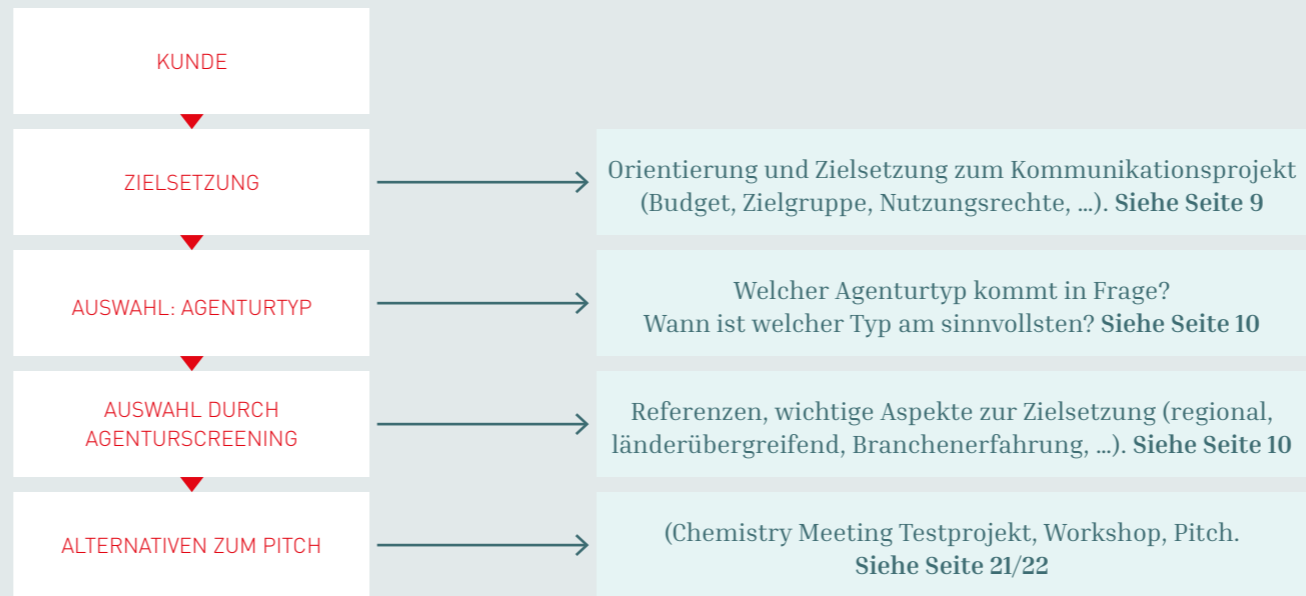 KUNDE
ZIELSETZUNG
Orientierung und Zielsetzung zum Kommunikationsprojekt
(Budget, Zielgruppe, Nutzungsrechte, ...). Siehe Seite 9
AUSWAHL: AGENTURTYP
Welcher Agenturtyp kommt in Frage?
Wann ist welcher Typ am sinnvollsten? Siehe Seite 10
AUSWAHL DURCH
AGENTURSCREENING
Referenzen, wichtige Aspekte zur Zielsetzung (regional,
länderübergreifend, Branchenerfahrung, ...). Siehe Seite 10
ALTERNATIVEN ZUM PITCH
(Chemistry Meeting Testprojekt, Workshop, Pitch.
Siehe Seite 21/22